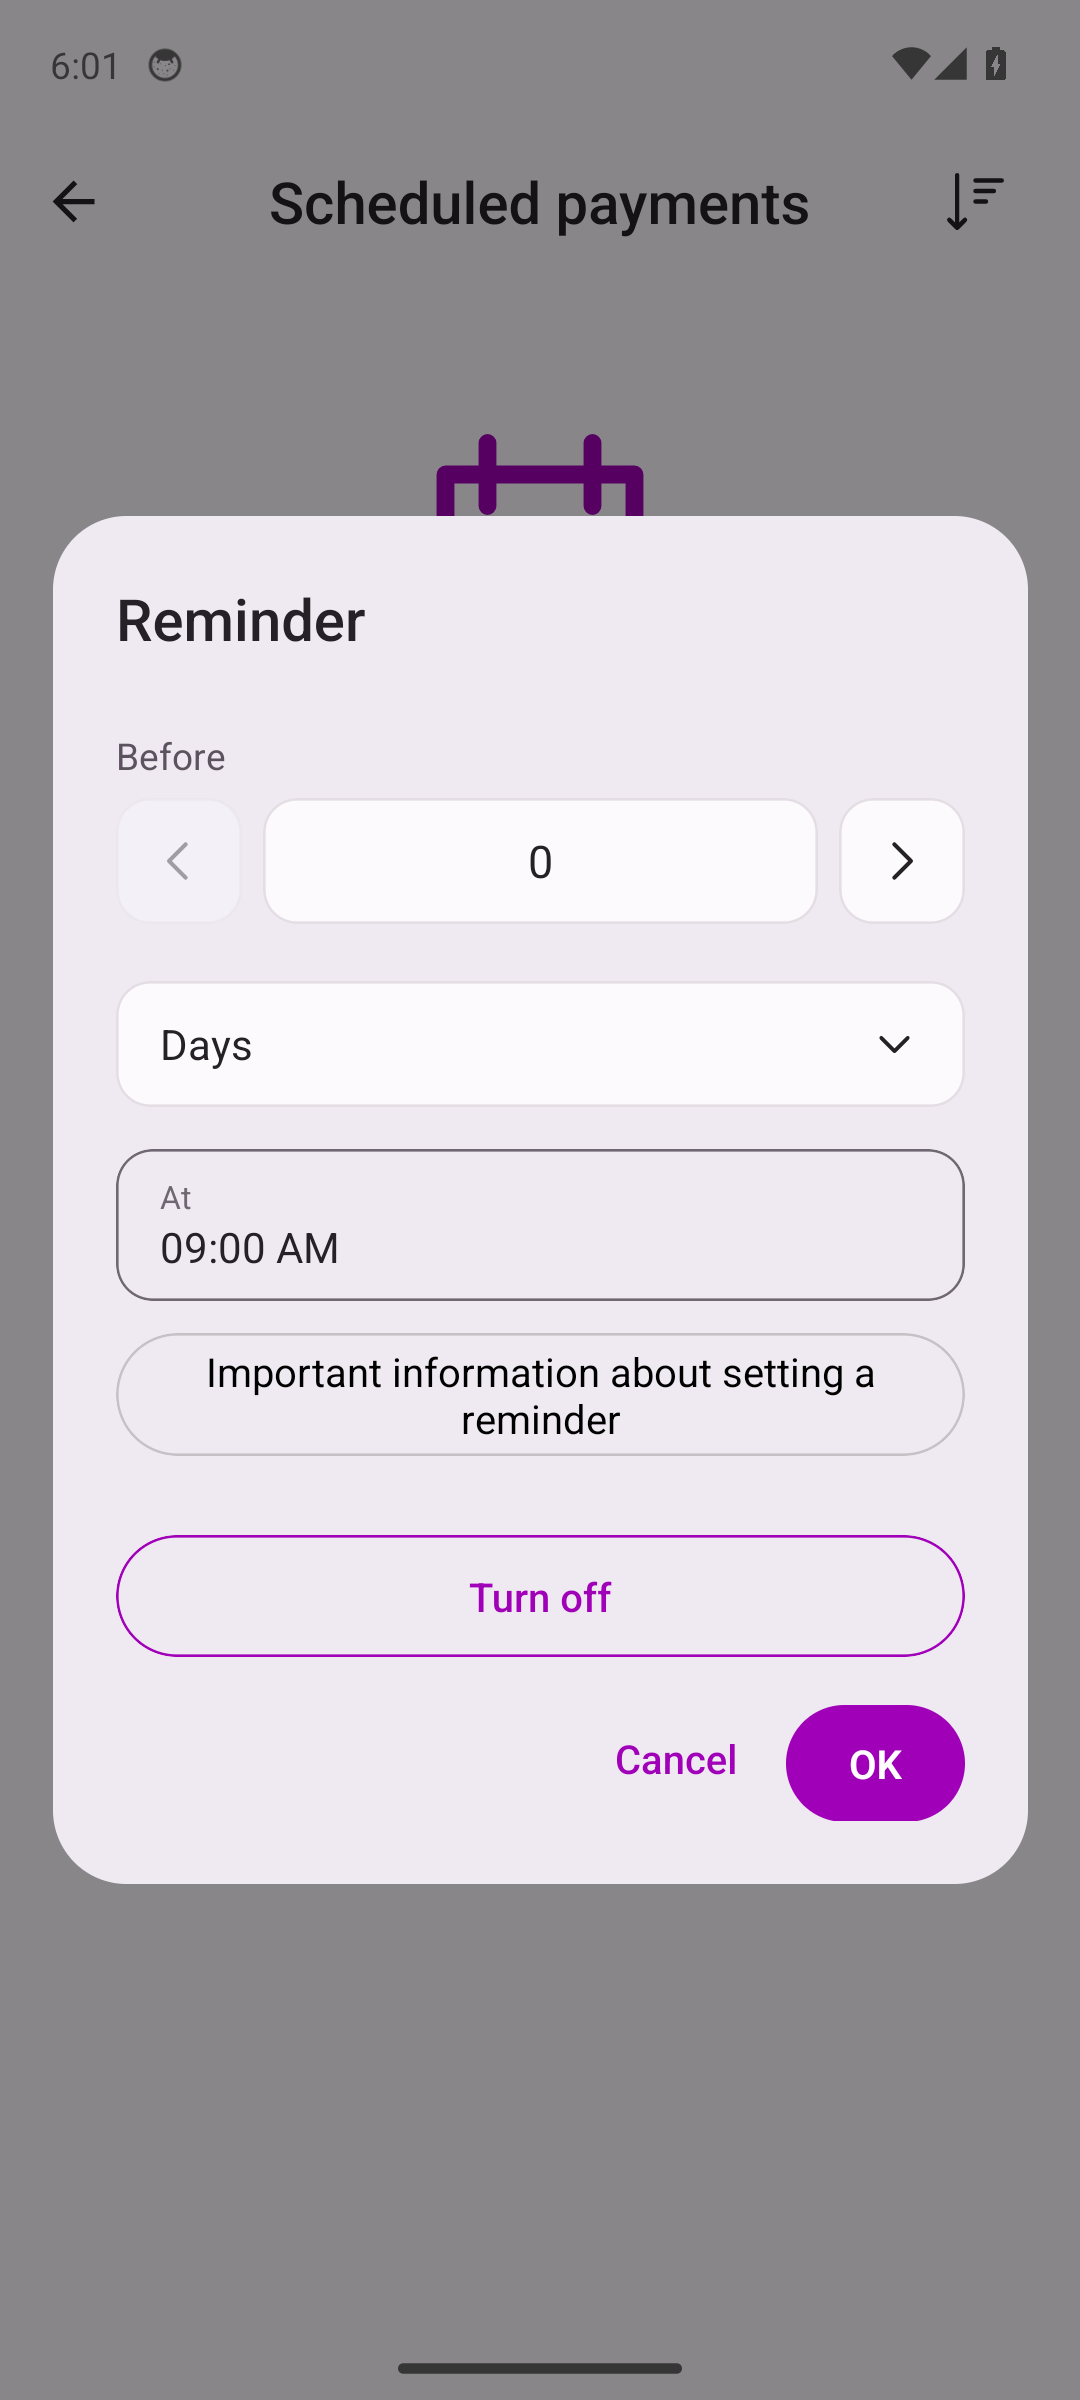 6:01
Scheduled payments
Reminder
Before
0
Days
At
09:00 AM
Important information about setting a
reminder
Turn off
Cancel
OK